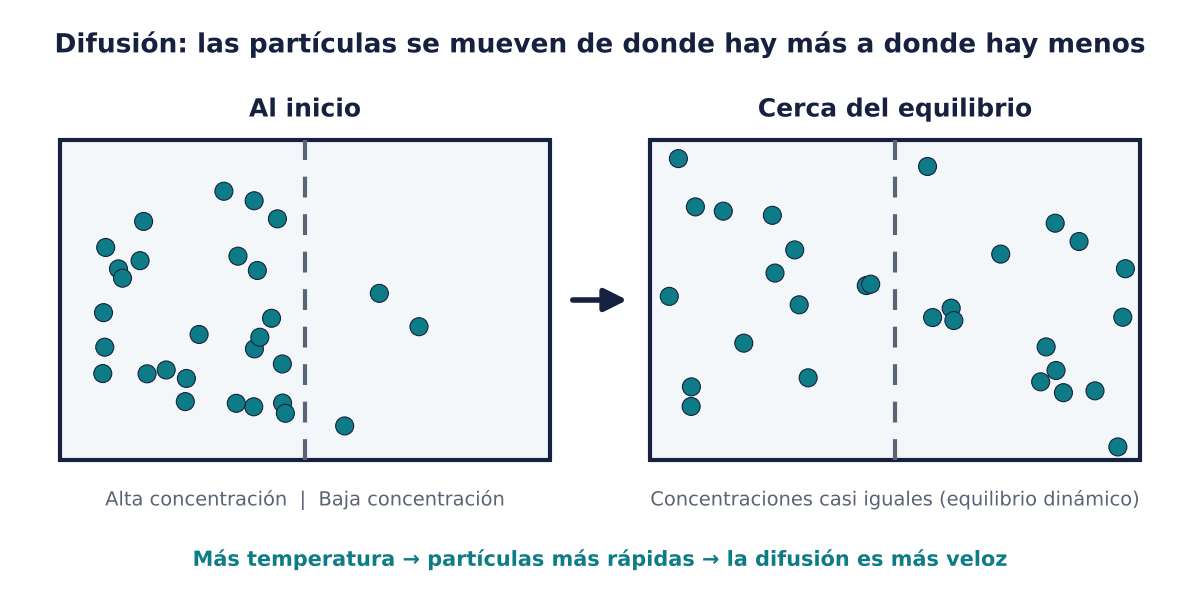 Difusión: las partículas se mueven de donde hay más a donde hay menos
Al inicio
Cerca del equilibrio
Alta concentración | Baja concentración
Concentraciones casi iguales (equilibrio dinámico)
Más temperatura → partículas más rápidas → la difusión es más veloz